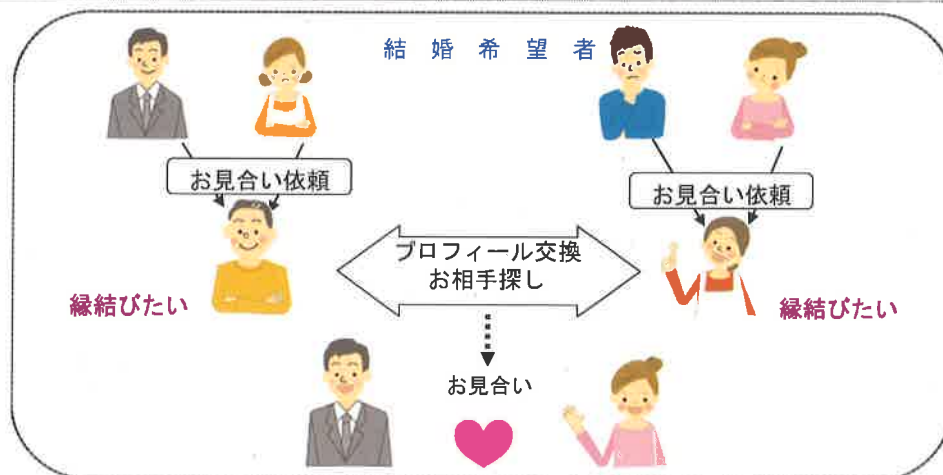 結婚希望者
お見合い依頼
お見合い依頼
プロフィール交換
お相手探し
縁結びたい
縁結びたい
お見合い